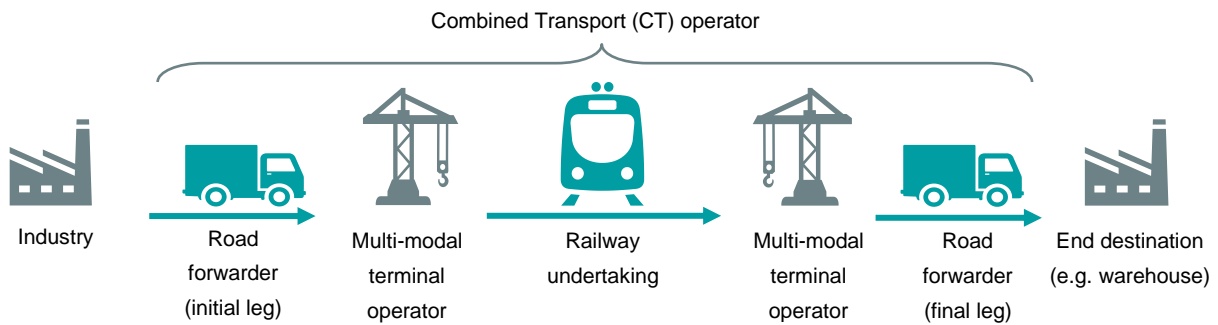 Combined Transport (CT) operator
Industry
Road
forwarder
(initial leg)
Multi-modal
terminal
operator
Railway
undertaking
Multi-modal
terminal
operator
Road
forwarder
(final leg)
End destination
(e.g. warehouse)